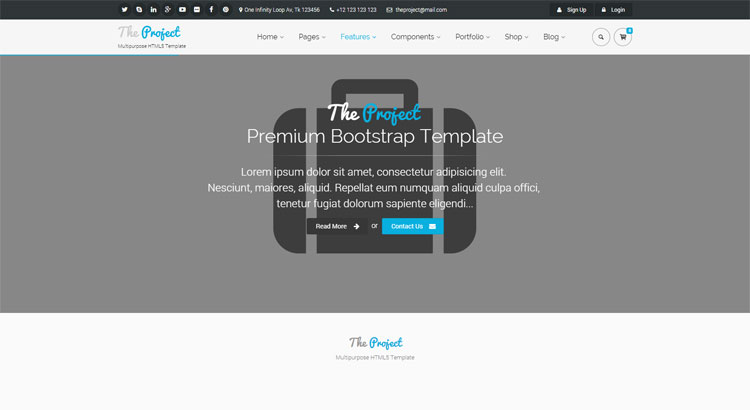 One Infinity Loop Av, Tk 123456 +12 123 123 123 theproject@mail.com Sign Up Login
The Project
Multipurpose HTML5 Template
Home Pages Features Components Portfolio Shop Blog
0
The Project
Premium Bootstrap Template
Lorem ipsum dolor sit amet, consectetur adipisicing elit.
Nesciunt, maiores, aliquid. Repellat eum numquam aliquid culpa offici,
tenetur fugiat dolorum sapiente eligendi...
Read More or Contact Us
The Project
Multipurpose HTML5 Template